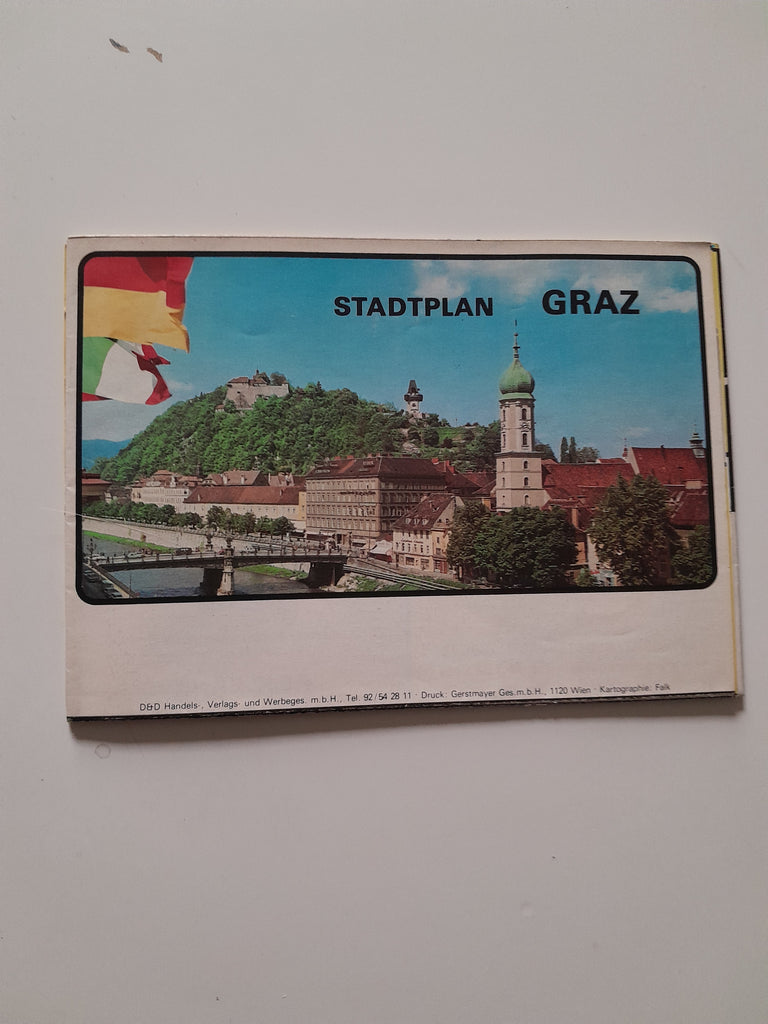 STADTPLAN GRAZ
D&D Handels-, Verlags- und Werbeges. m.b.H., Tel. 92/54 28 11 · Druck: Gerstmayer Ges.m.b.H., 1120 Wien · Kartographie: Falk